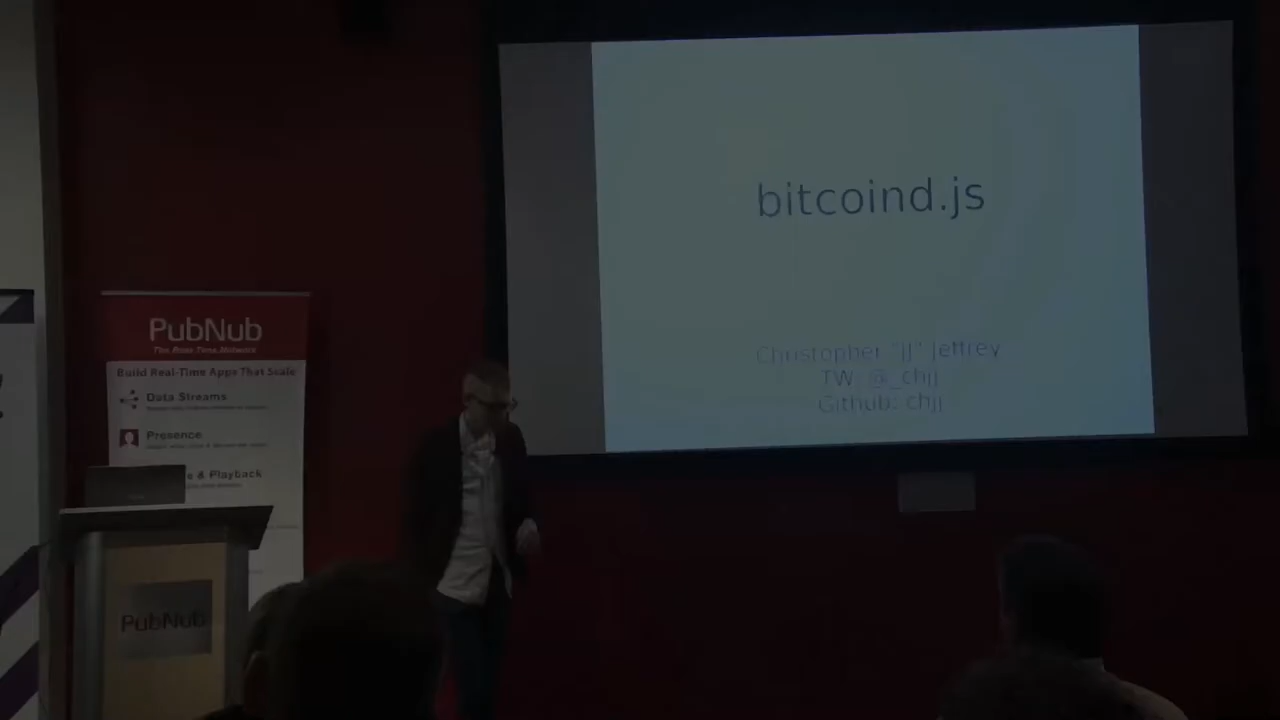 bitcoind.js
Christopher "JJ" Jeffrey
TW: @_chjj
Github: chjj
PubNub
The Real-Time Network
Build Real-Time Apps That Scale
Data Streams
Presence
e & Playback
PubNub